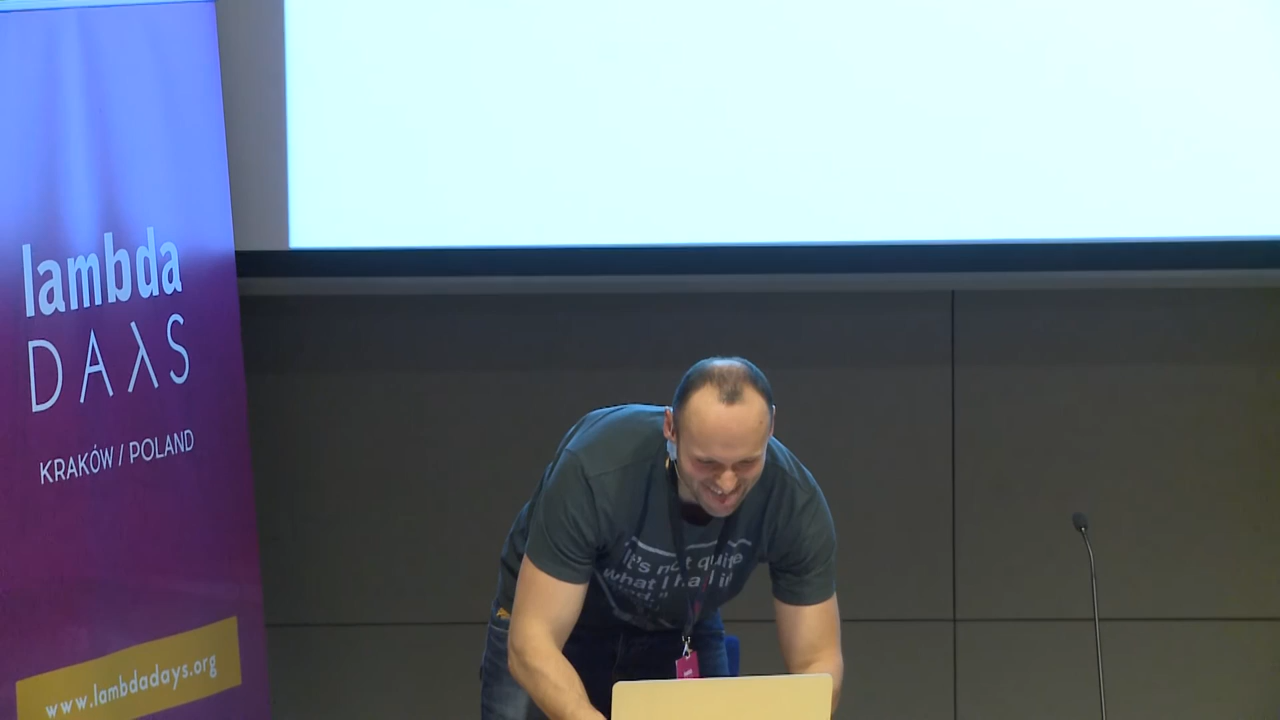 lambda
DAλS
KRAKÓW / POLAND
www.lambdadays.org
"It's not quite
what I had in